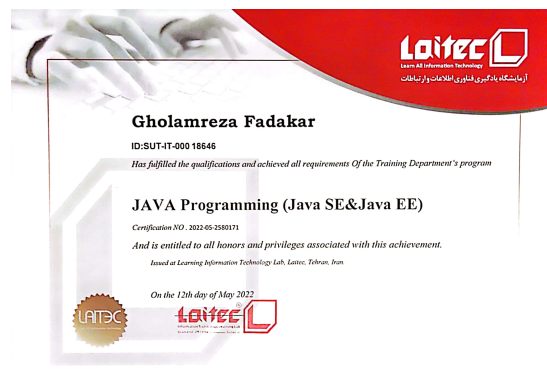 Laitec
Learn All Information Technology
آزمایشگاه یادگیری فناوری اطلاعات و ارتباطات
Gholamreza Fadakar
ID:SUT-IT-000 18646
Has fulfilled the qualifications and achieved all requirements Of the Training Department's program
JAVA Programming (Java SE&Java EE)
Certification NO . 2022-05-2580171
And is entitled to all honors and privileges associated with this achievement.
Issued at Learning Information Technology Lab, Laitec, Tehran, Iran.
On the 12th day of May 2022
LAITEC
Laitec